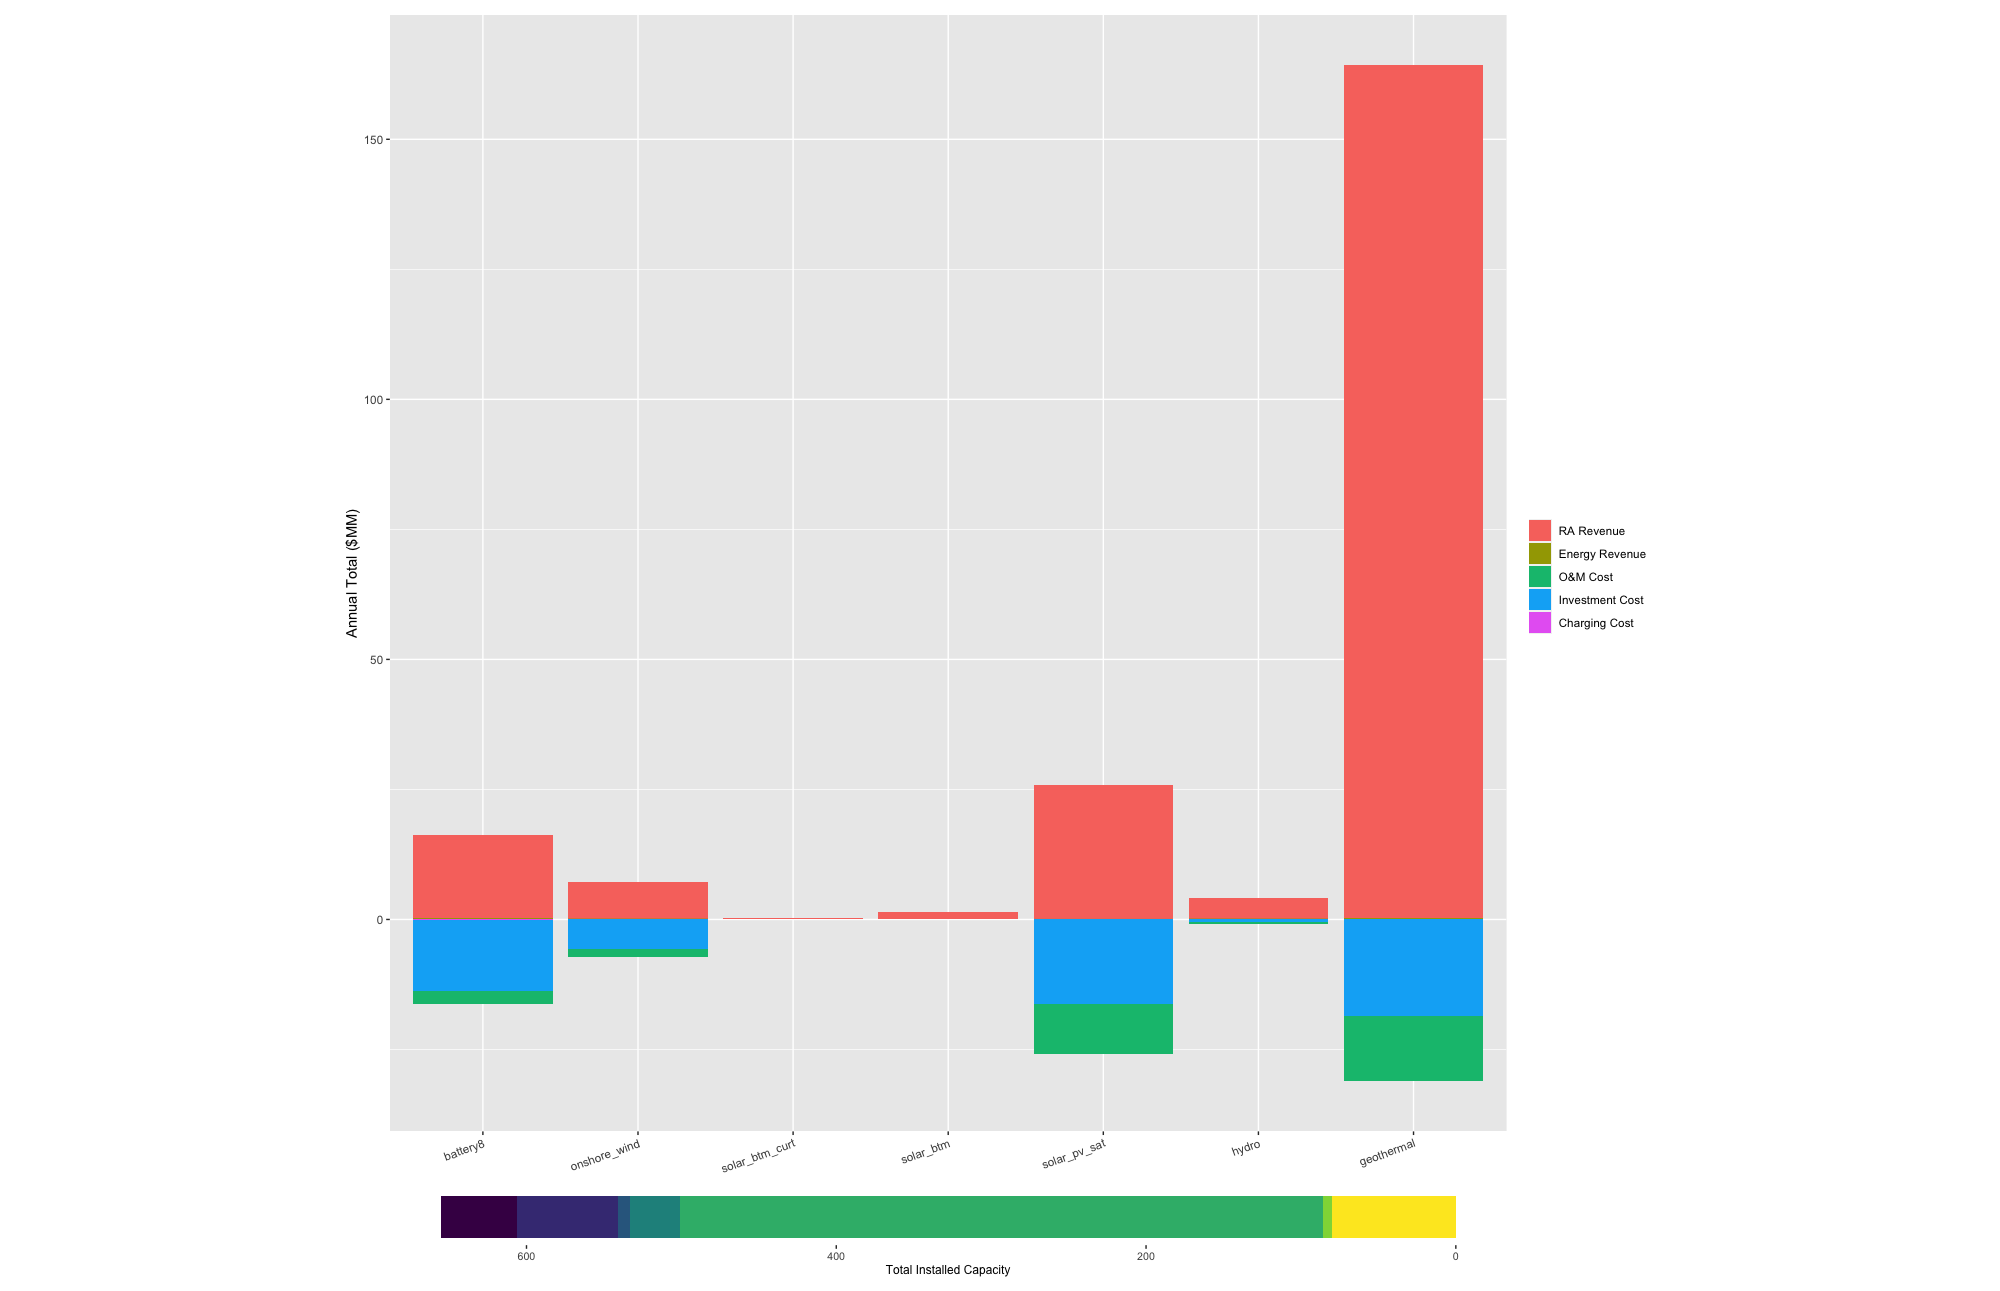 150
100
50
0
Annual Total ($MM)
battery8
onshore_wind
solar_btm_curt
solar_btm
solar_pv_sat
hydro
geothermal
RA Revenue
Energy Revenue
O&M Cost
Investment Cost
Charging Cost
600
400
200
0
Total Installed Capacity